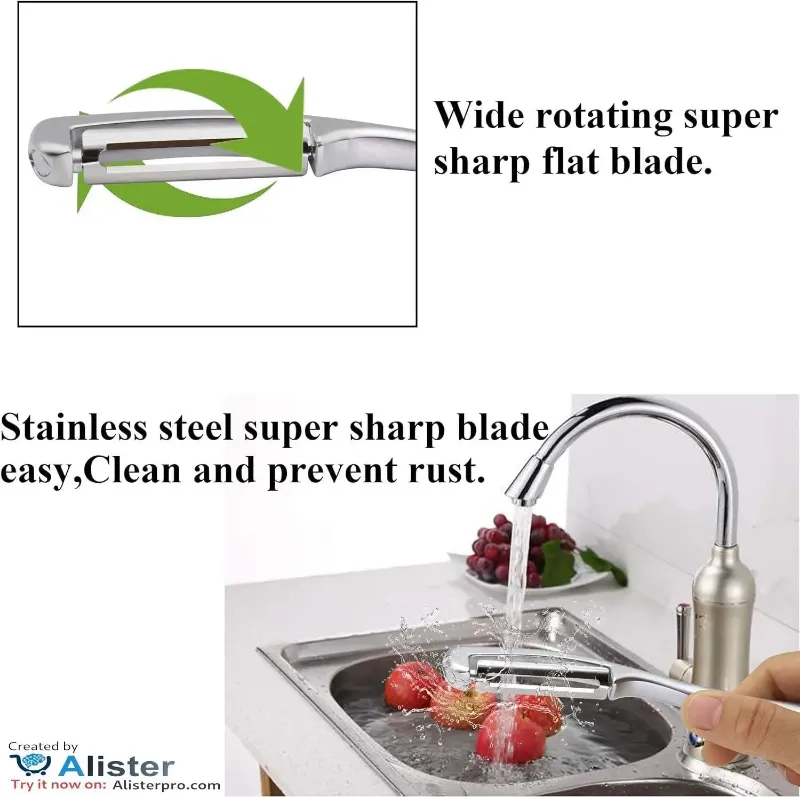 Wide rotating super
sharp flat blade.
Stainless steel super sharp blade
easy,Clean and prevent rust.
Created by
Alister
Try it now on: Alisterpro.com